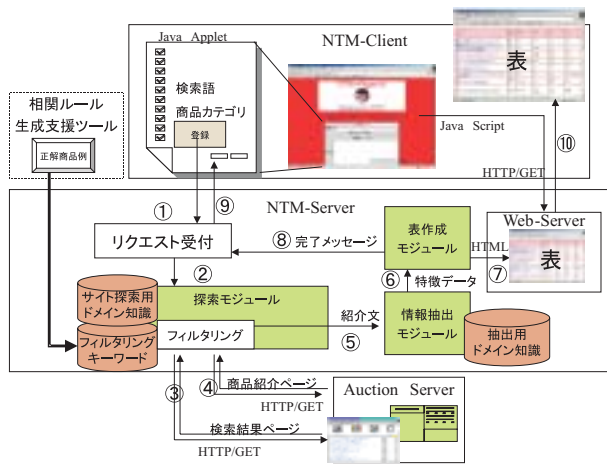 Java Applet
NTM-Client
検索語
商品カテゴリ
登録
表
相関ルール
生成支援ツール
正解商品例
Java Script
HTTP/GET
⑩
①
⑨
NTM-Server
Web-Server
リクエスト受付
⑧ 完了メッセージ
表作成
モジュール
HTML
⑦
表
②
⑥ 特徴データ
サイト探索用
ドメイン知識
探索モジュール
フィルタリング
フィルタリング
キーワード
紹介文
⑤
情報抽出
モジュール
抽出用
ドメイン知識
③
④ 商品紹介ページ
HTTP/GET
検索結果ページ
HTTP/GET
Auction Server